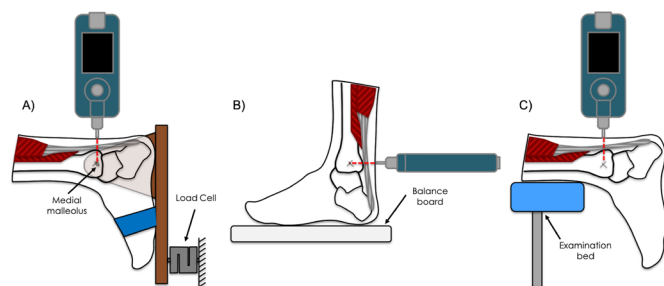 A)
Medial
malleolus
Load Cell
B)
Balance
board
C)
Examination
bed